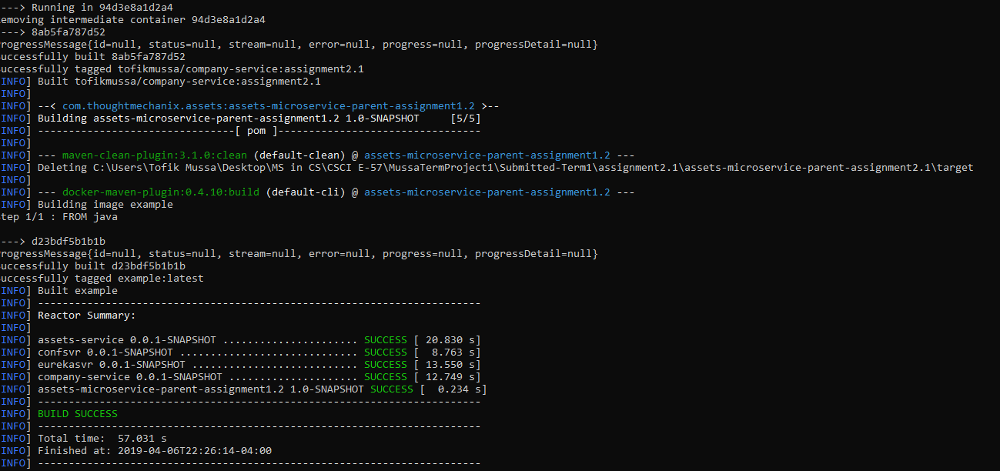 ---> Running in 94d3e8a1d2a4
emoving intermediate container 94d3e8a1d2a4
---> 8ab5fa787d52
rogressMessage{id=null, status=null, stream=null, error=null, progress=null, progressDetail=null}
uccessfully built 8ab5fa787d52
uccessfully tagged tofikmussa/company-service:assignment2.1
INFO] Built tofikmussa/company-service:assignment2.1
INFO]
INFO] --< com.thoughtmechanix.assets:assets-microservice-parent-assignment1.2 >--
INFO] Building assets-microservice-parent-assignment1.2 1.0-SNAPSHOT     [5/5]
INFO] --------------------------------[ pom ]---------------------------------
INFO]
INFO] --- maven-clean-plugin:3.1.0:clean (default-clean) @ assets-microservice-parent-assignment1.2 ---
INFO] Deleting C:\Users\Tofik Mussa\Desktop\MS in CS\CSCI E-57\MussaTermProject1\Submitted-Term1\assignment2.1\assets-microservice-parent-assignment2.1\target
INFO]
INFO] --- docker-maven-plugin:0.4.10:build (default-cli) @ assets-microservice-parent-assignment1.2 ---
INFO] Building image example
tep 1/1 : FROM java
---> d23bdf5b1b1b
rogressMessage{id=null, status=null, stream=null, error=null, progress=null, progressDetail=null}
uccessfully built d23bdf5b1b1b
uccessfully tagged example:latest
INFO] Built example
INFO] ------------------------------------------------------------------------
INFO] Reactor Summary:
INFO]
INFO] assets-service 0.0.1-SNAPSHOT ...................... SUCCESS [ 20.830 s]
INFO] confsvr 0.0.1-SNAPSHOT ............................. SUCCESS [  8.763 s]
INFO] eurekasvr 0.0.1-SNAPSHOT ........................... SUCCESS [ 13.550 s]
INFO] company-service 0.0.1-SNAPSHOT ..................... SUCCESS [ 12.749 s]
INFO] assets-microservice-parent-assignment1.2 1.0-SNAPSHOT SUCCESS [  0.234 s]
INFO] ------------------------------------------------------------------------
INFO] BUILD SUCCESS
INFO] ------------------------------------------------------------------------
INFO] Total time:  57.031 s
INFO] Finished at: 2019-04-06T22:26:14-04:00
INFO] ------------------------------------------------------------------------